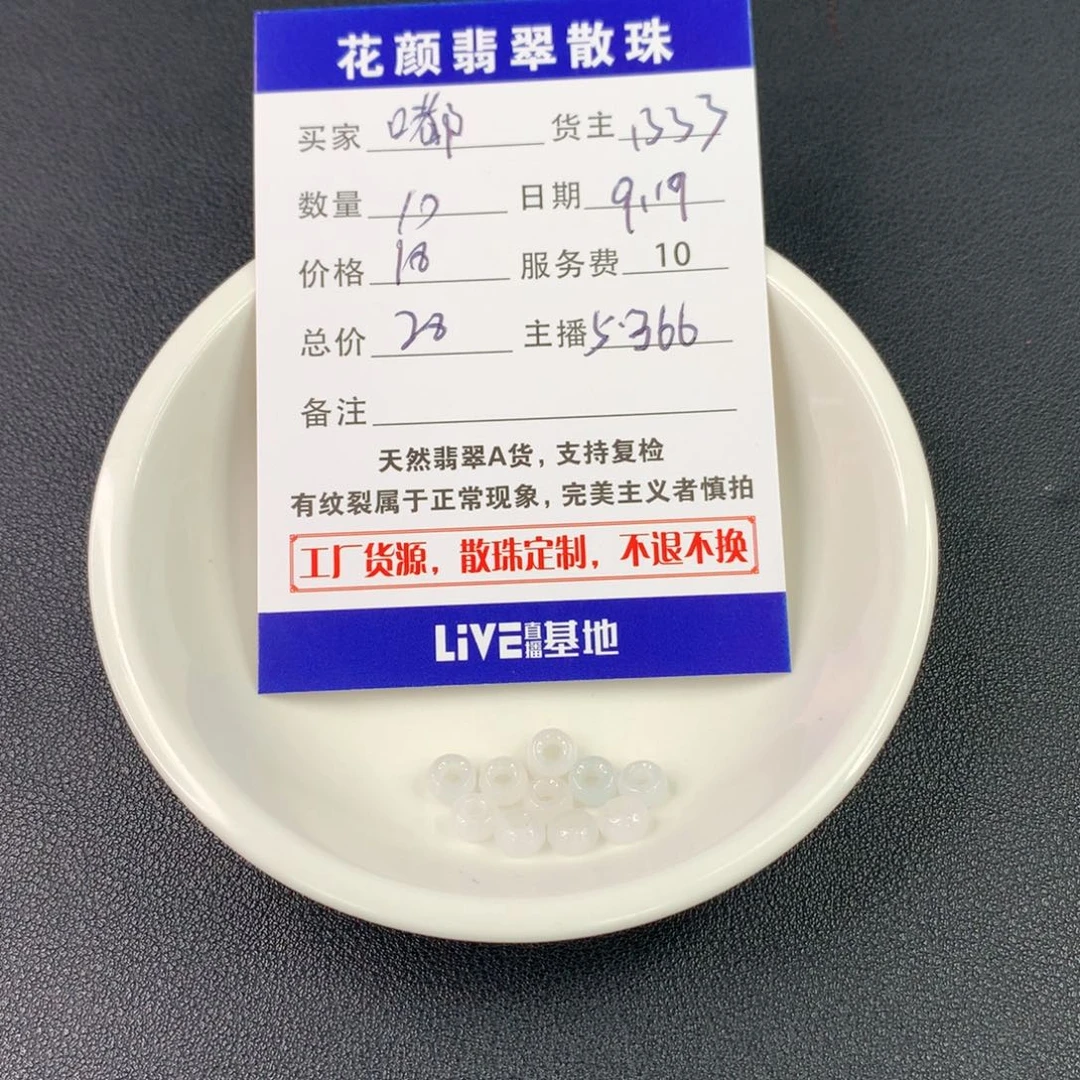 花颜翡翠散珠
买家 嘟 货主 1333
数量 10 日期 9.19
价格 18 服务费 10
总价 28 主播 5·366
备注
天然翡翠A货，支持复检
有纹裂属于正常现象，完美主义者慎拍
工厂货源，散珠定制，不退不换
LiVE直播基地